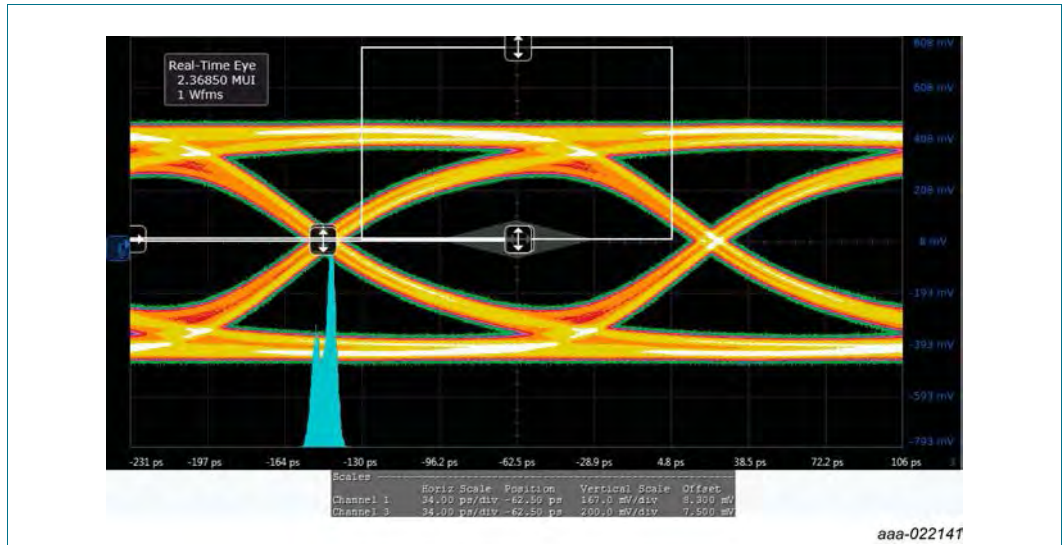 Real-Time Eye
2.36850 MUI
1 Wfms
608 mV
608 mV
408 mV
208 mV
8 mV
-193 mV
-393 mV
-593 mV
-793 mV
-231 ps -197 ps -164 ps -130 ps -96.2 ps -62.5 ps -28.9 ps 4.8 ps 38.5 ps 72.2 ps 106 ps
Scales
Horiz Scale Position Vertical Scale Offset
Channel 1 34.00 ps/div -62.50 ps 167.0 mV/div 8.300 mV
Channel 3 34.00 ps/div -62.50 ps 200.0 mV/div 7.500 mV
aaa-022141